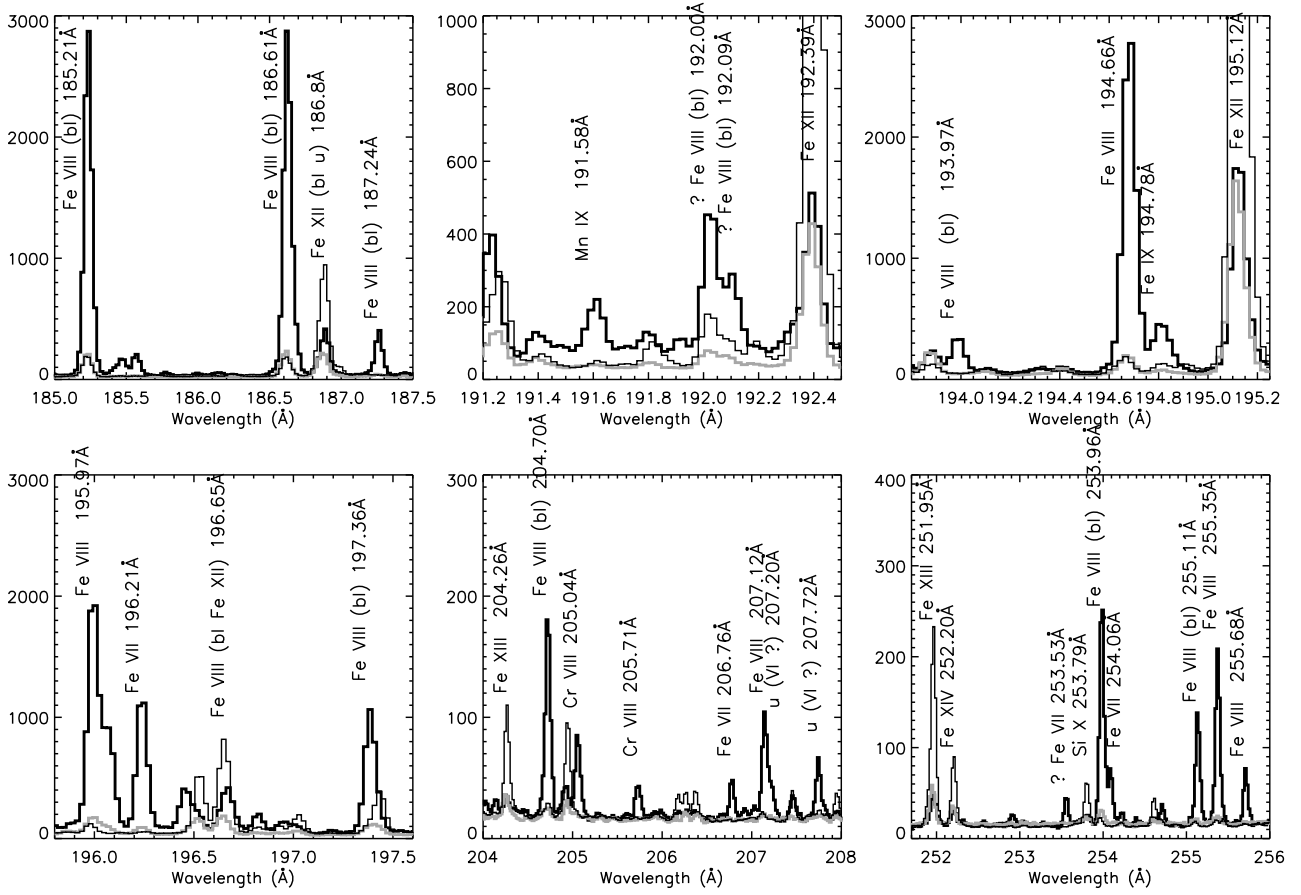 3000
2000
1000
0
Fe VIII (bl) 185.21Å
Fe VIII (bl) 186.61Å
Fe XII (bl u) 186.8Å
Fe VIII (bl) 187.24Å
185.0 185.5 186.0 186.5 187.0 187.5
Wavelength (Å)
1000
800
600
400
200
0
Mn IX 191.58Å
? Fe VIII (bl) 192.00Å
? Fe VIII (bl) 192.09Å
Fe XII 192.39Å
191.2 191.4 191.6 191.8 192.0 192.2 192.4
Wavelength (Å)
3000
2000
1000
0
Fe VIII (bl) 193.97Å
Fe VIII 194.66Å
Fe IX 194.78Å
Fe XII 195.12Å
194.0 194.2 194.4 194.6 194.8 195.0 195.2
Wavelength (Å)
3000
2000
1000
0
Fe VIII 195.97Å
Fe VII 196.21Å
Fe VIII (bl Fe XII) 196.65Å
Fe VIII (bl) 197.36Å
196.0 196.5 197.0 197.5
Wavelength (Å)
300
200
100
0
Fe XIII 204.26Å
Fe VIII (bl) 204.70Å
Cr VIII 205.04Å
Cr VIII 205.71Å
Fe VII 206.76Å
Fe VIII 207.12Å
u (VI ?) 207.20Å
u (VI ?) 207.72Å
204 205 206 207 208
Wavelength (Å)
400
300
200
100
0
Fe XIII 251.95Å
Fe XIV 252.20Å
? Fe VII 253.53Å
Si X 253.79Å
Fe VIII (bl) 253.96Å
Fe VII 254.06Å
Fe VIII (bl) 255.11Å
Fe VIII 255.35Å
Fe VIII 255.68Å
252 253 254 255 256
Wavelength (Å)